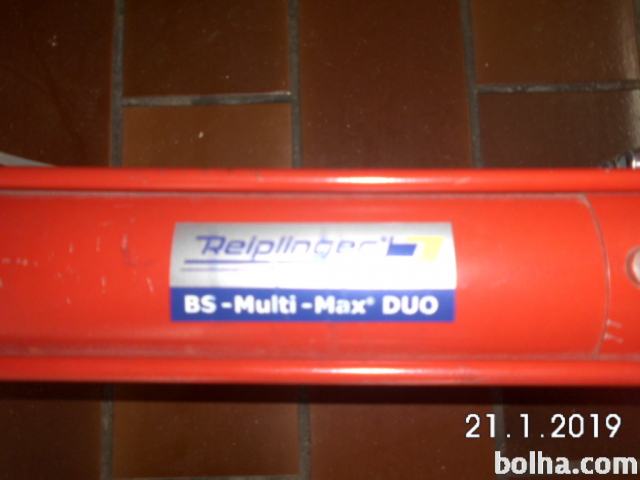 Reiplinger
BS - Multi - Max® DUO
21.1.2019
bolha.com